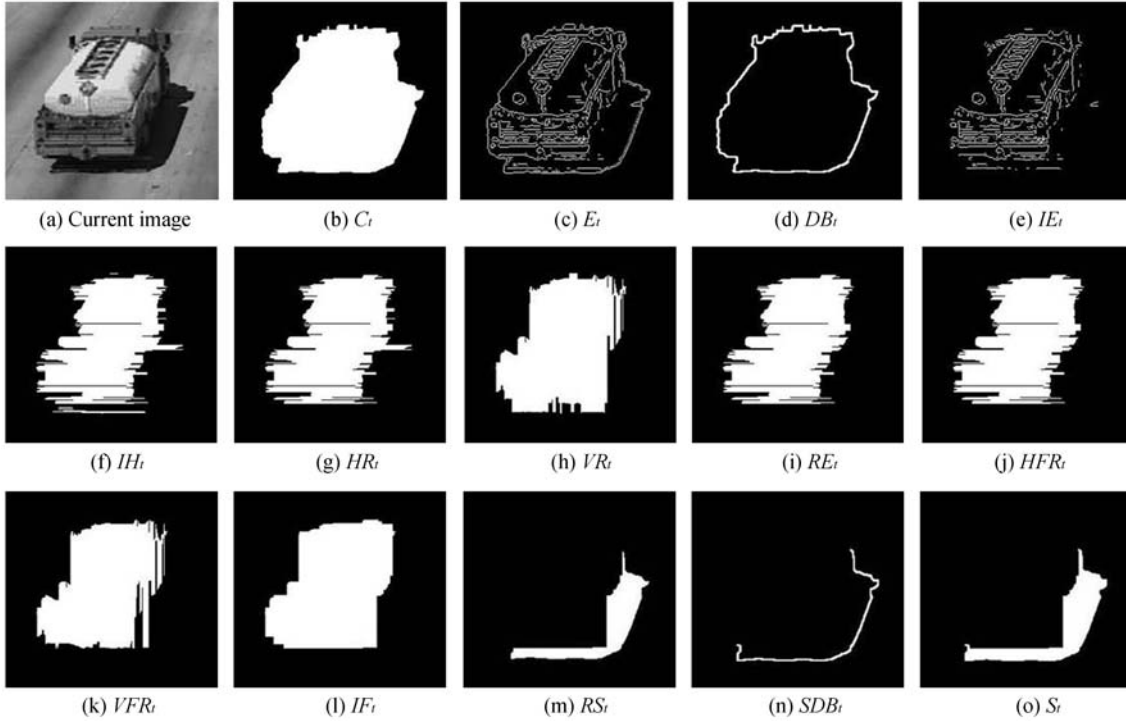 (a) Current image (b) Ct (c) Et (d) DBt (e) IEt
(f) IHt (g) HRt (h) VRt (i) REt (j) HFRt
(k) VFRt (l) IFt (m) RSt (n) SDBt (o) St